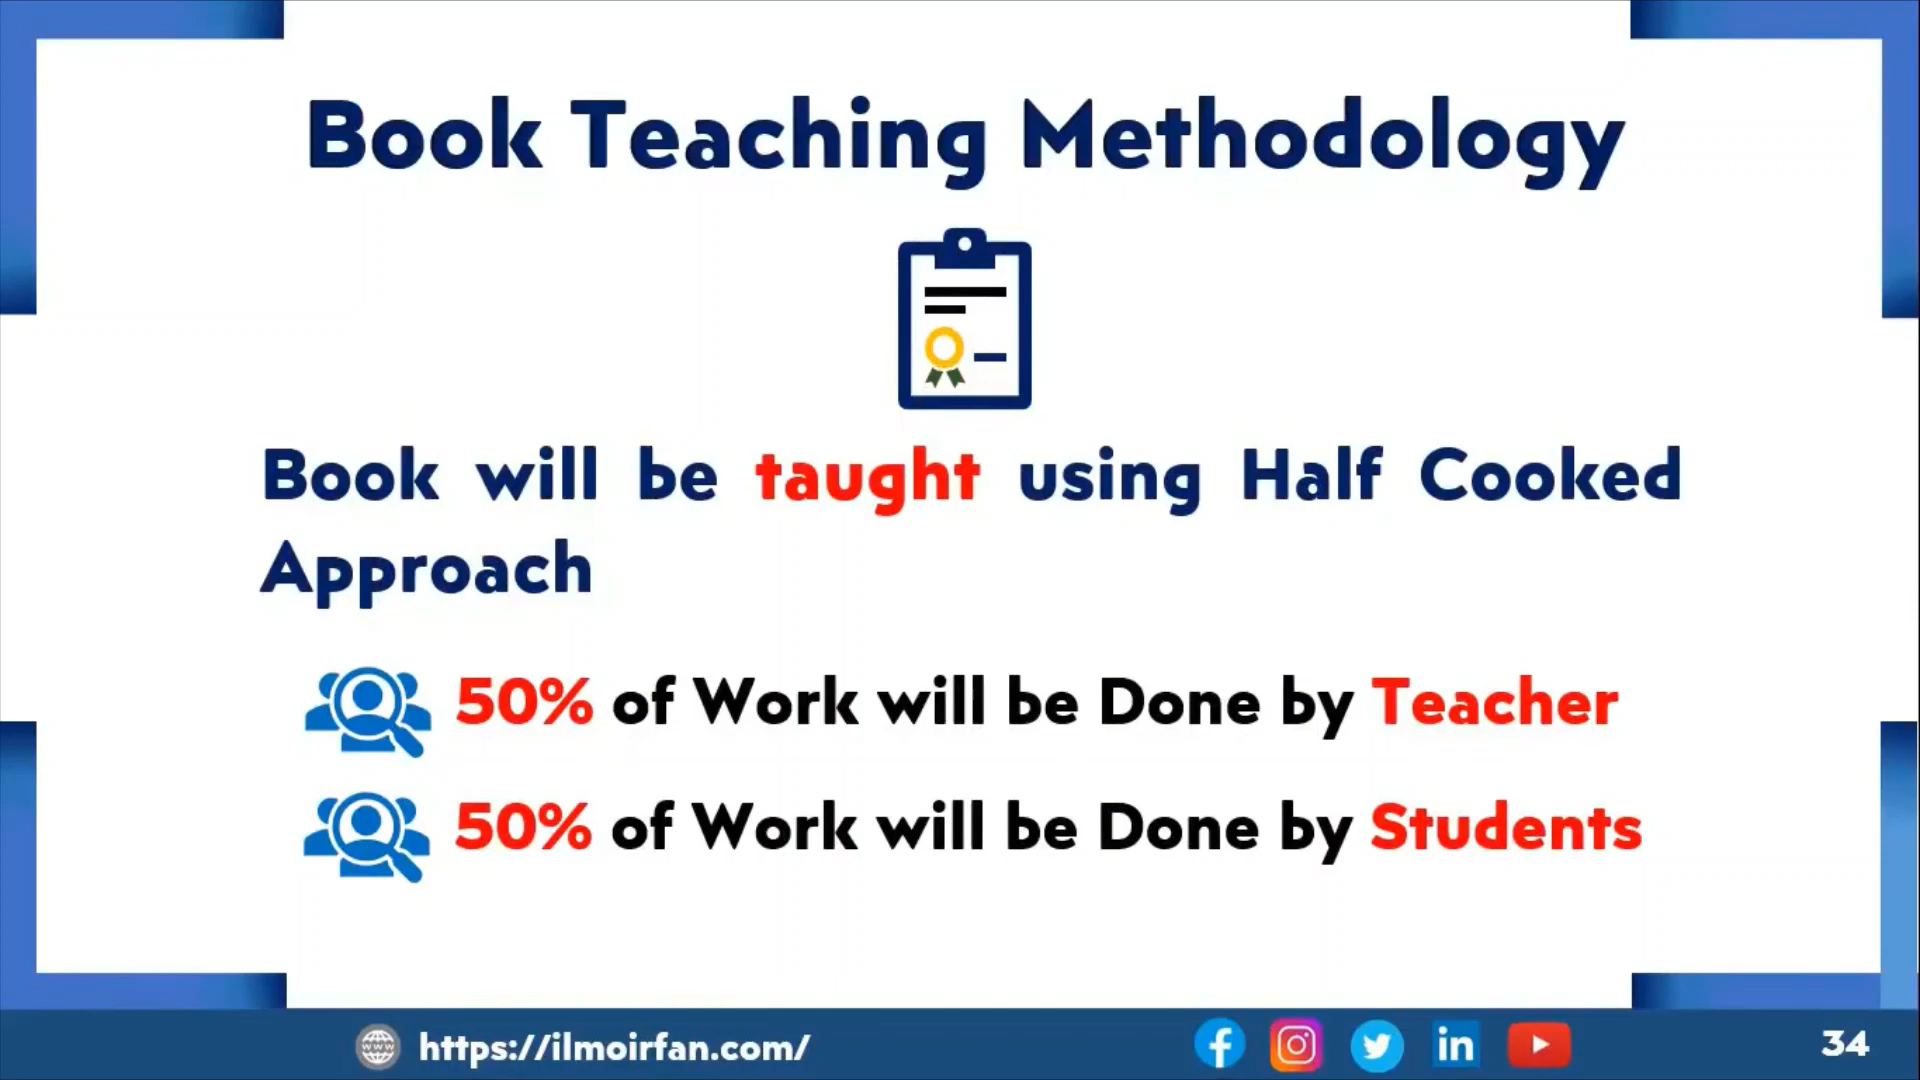 Book Teaching Methodology
Book will be taught using Half Cooked
Approach
50% of Work will be Done by Teacher
50% of Work will be Done by Students
https://ilmoirfan.com/
34